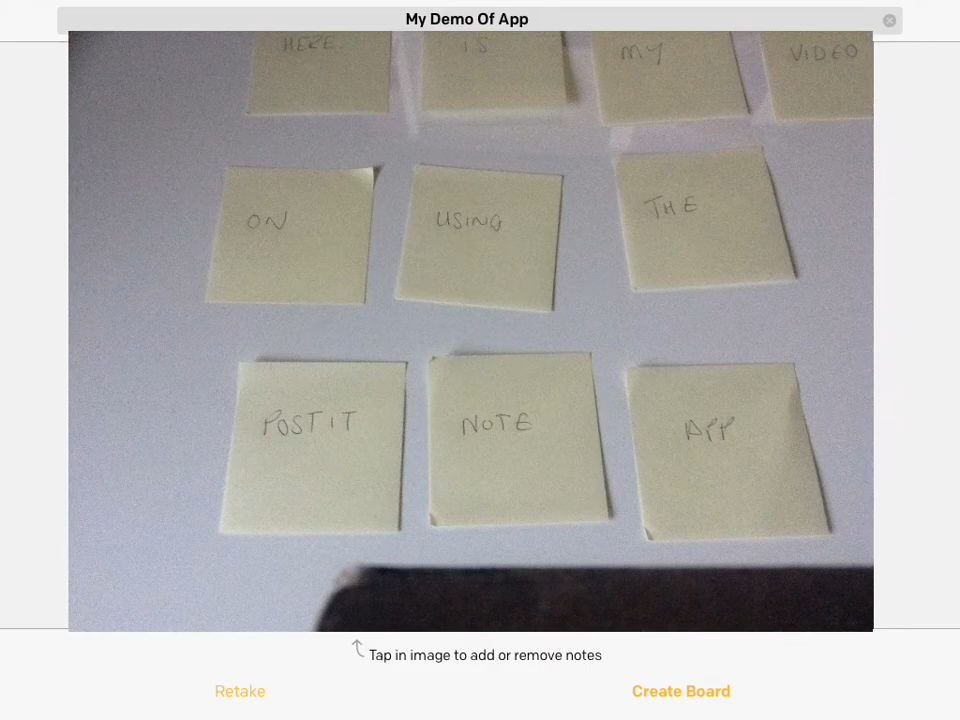 My Demo Of App
HERE IS MY VIDEO
ON USING THE
POSTIT NOTE APP
Tap in image to add or remove notes
Retake Create Board